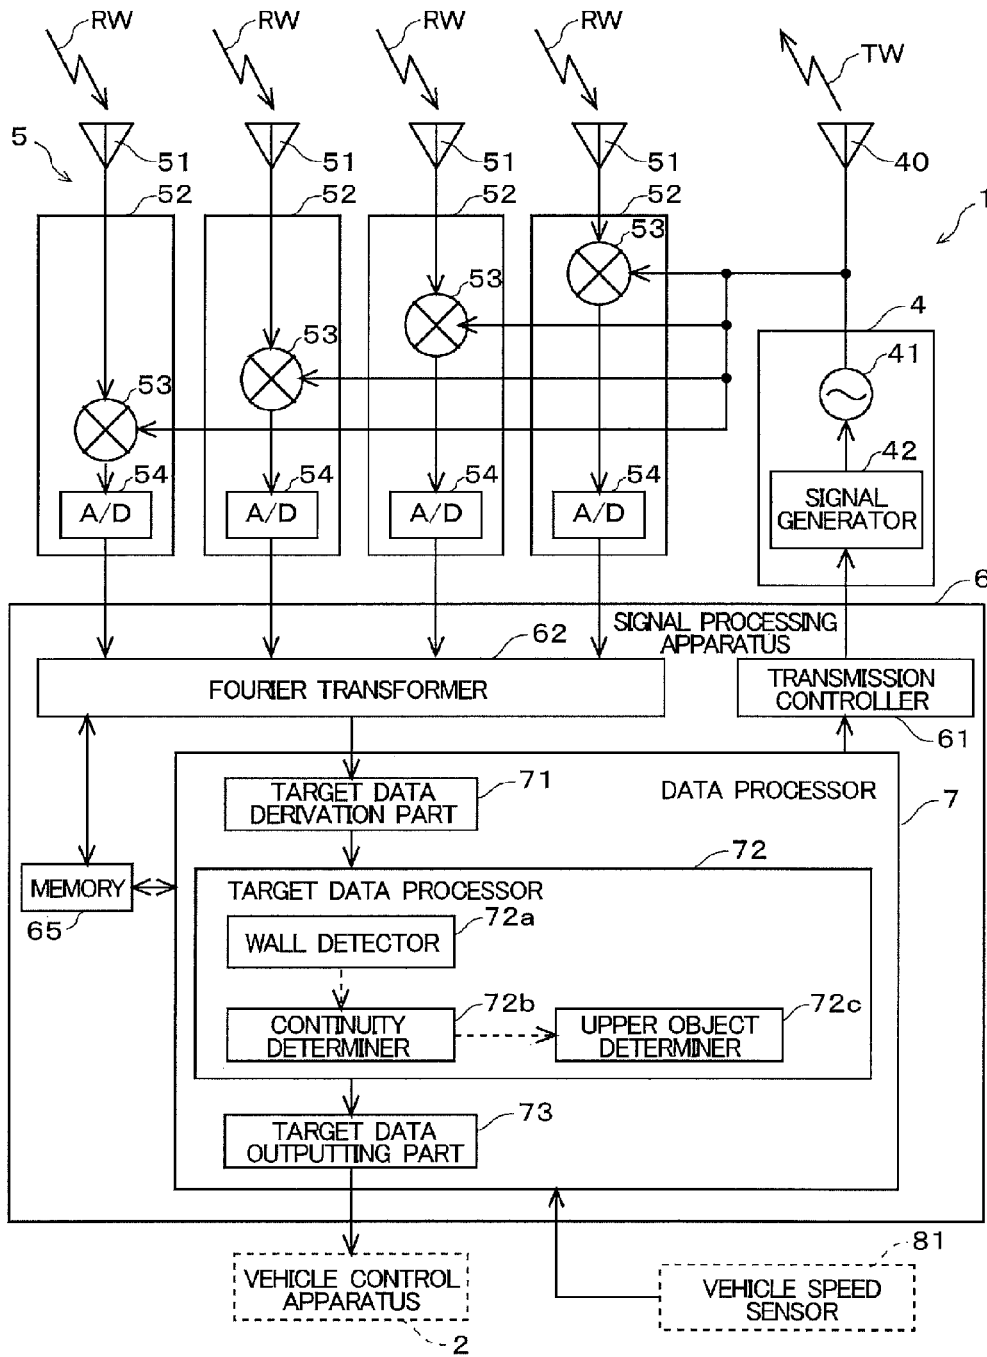 RW RW RW RW TW
5 51 51 51 51 40
52 52 52 52 1
53
53 4
53 41
53
42
54 54 54 54
A/D A/D A/D A/D
SIGNAL
GENERATOR
6
SIGNAL PROCESSING
APPARATUS
62
FOURIER TRANSFORMER
TRANSMISSION
CONTROLLER
61
71
TARGET DATA
DERIVATION PART
DATA PROCESSOR
7
72
MEMORY
65
TARGET DATA PROCESSOR
72a
WALL DETECTOR
72b 72c
CONTINUITY
DETERMINER
UPPER OBJECT
DETERMINER
73
TARGET DATA
OUTPUTTING PART
81
VEHICLE CONTROL
APPARATUS
2
VEHICLE SPEED
SENSOR